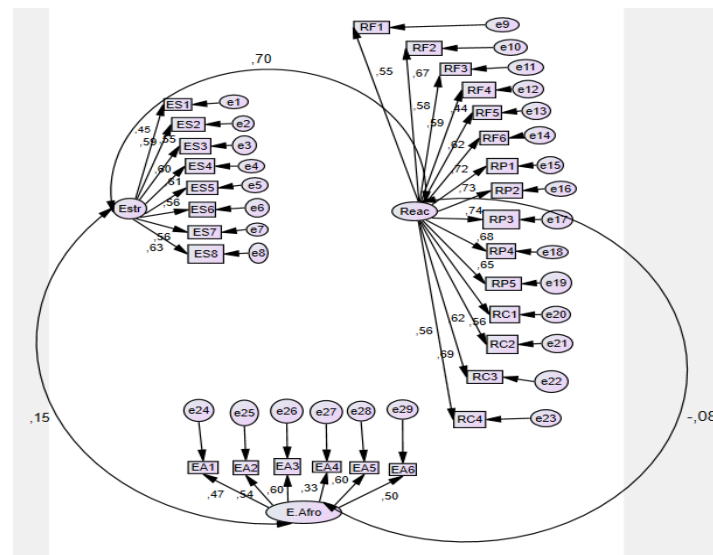 RF1 e9
RF2 e10
,70
RF3 e11
,55 ,67
RF4 e12
,58 ,44
ES1 e1
RF5 e13
ES2 e2
,59
,45
RF6 e14
,59 ,55
,62
ES3 e3
RP1 e15
ES4 e4
,60
,72
RP2 e16
ES5 e5
,51
,73
Estr ES6 e6
,56
Reac
RP3 e17
,74
ES7 e7
,56
RP4 e18
,68
ES8 e8
,63
,65
RP5 e19
RC1 e20
,56 ,62 ,56
RC2 e21
,69
RC3 e22
RC4 e23
,15
-,08
e24 e25 e26 e27 e28 e29
EA1 EA2 EA3 EA4 EA5 EA6
,47 ,54 ,60 ,33 ,60 ,50
E.Afro